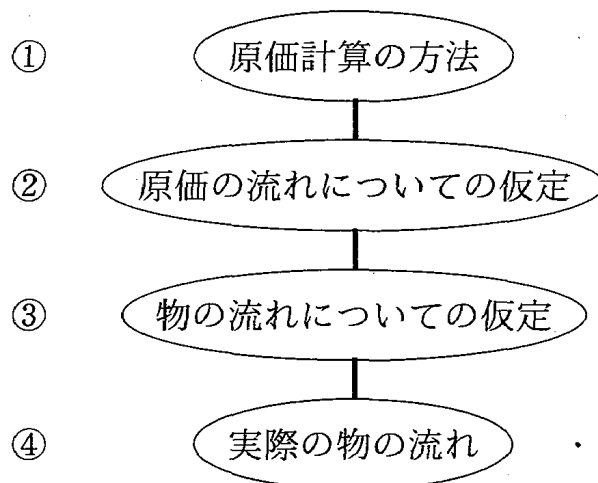 ① 原価計算の方法
② 原価の流れについての仮定
③ 物の流れについての仮定
④ 実際の物の流れ